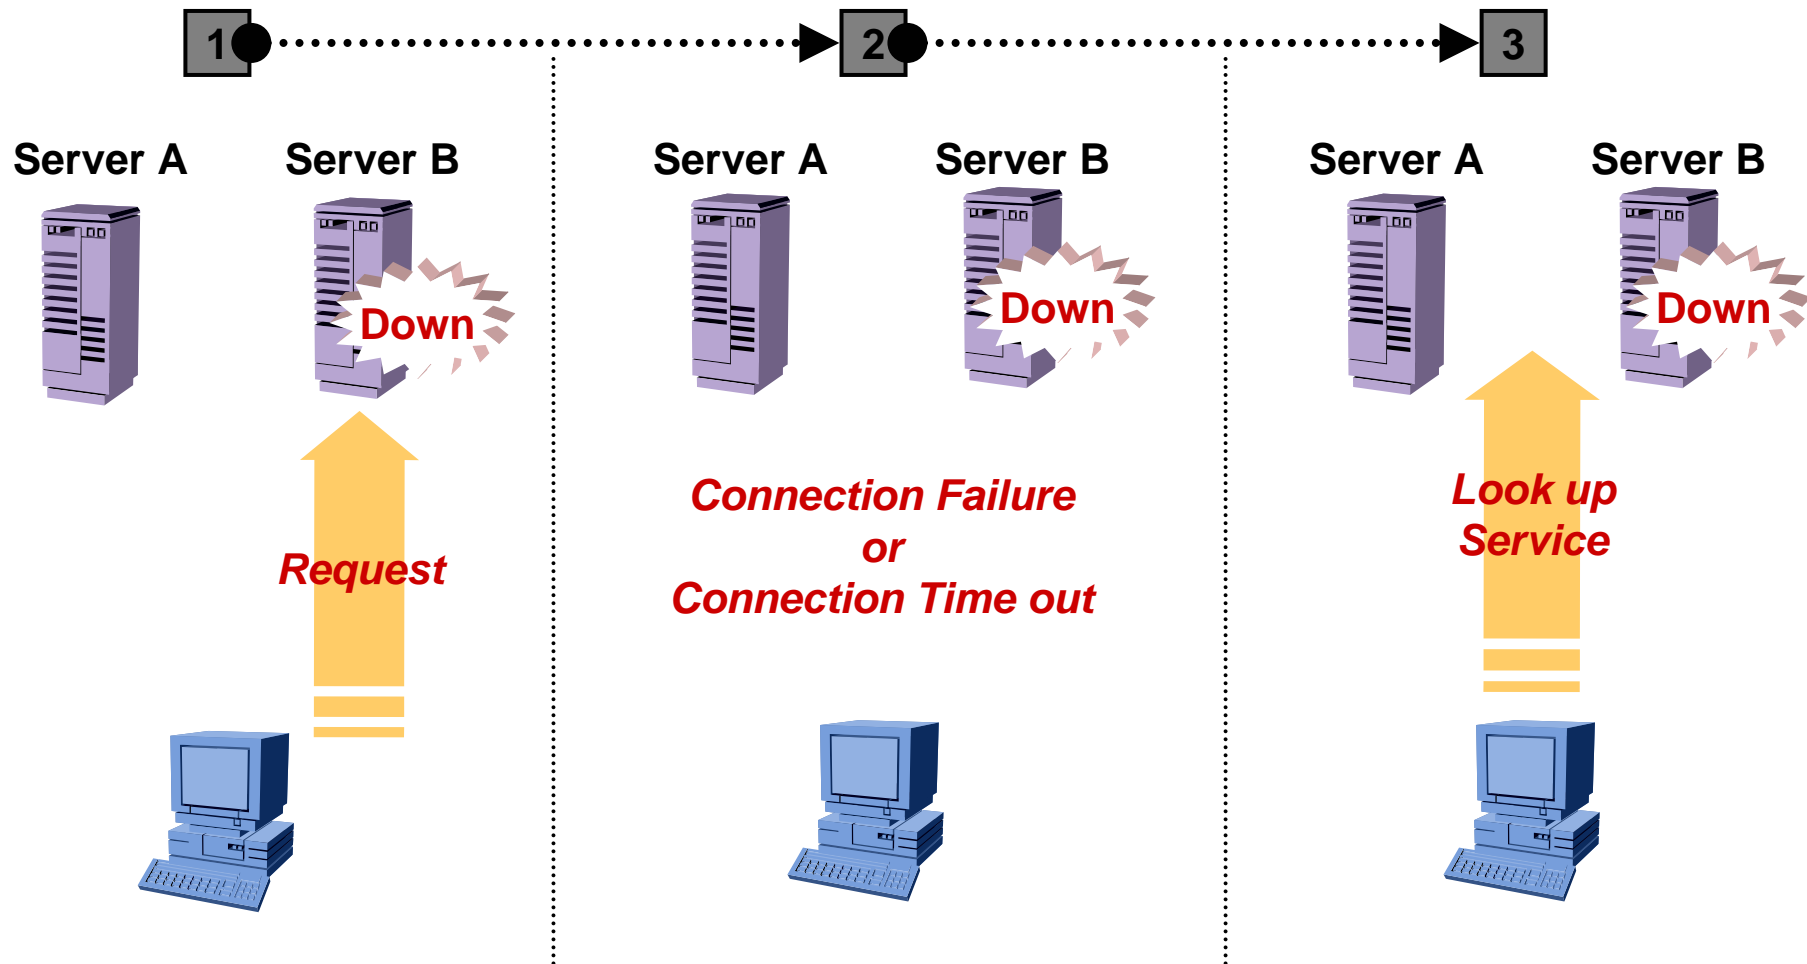 1
2
3
Server A
Server B
Down
Request
Server A
Server B
Down
Connection Failure
or
Connection Time out
Server A
Server B
Down
Look up
Service